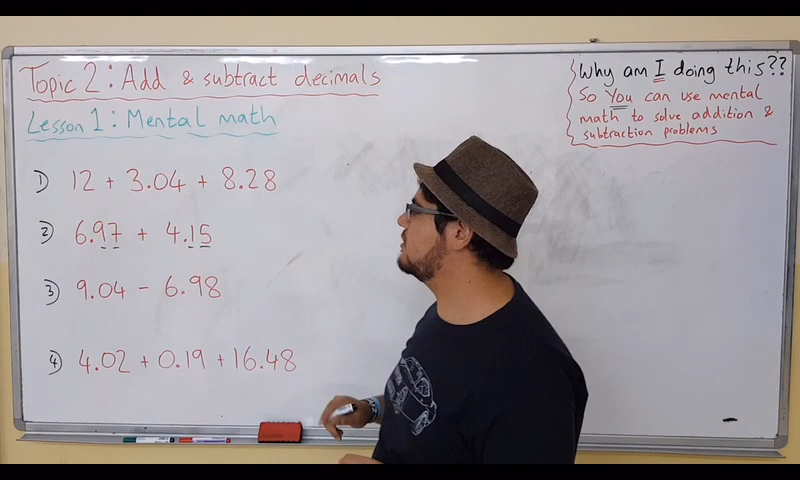 Topic 2: Add & subtract decimals
Lesson 1: Mental math
1) 12 + 3.04 + 8.28
2) 6.97 + 4.15
3) 9.04 - 6.98
4) 4.02 + 0.19 + 16.48
Why am I doing this??
So You can use mental
math to solve addition &
subtraction problems